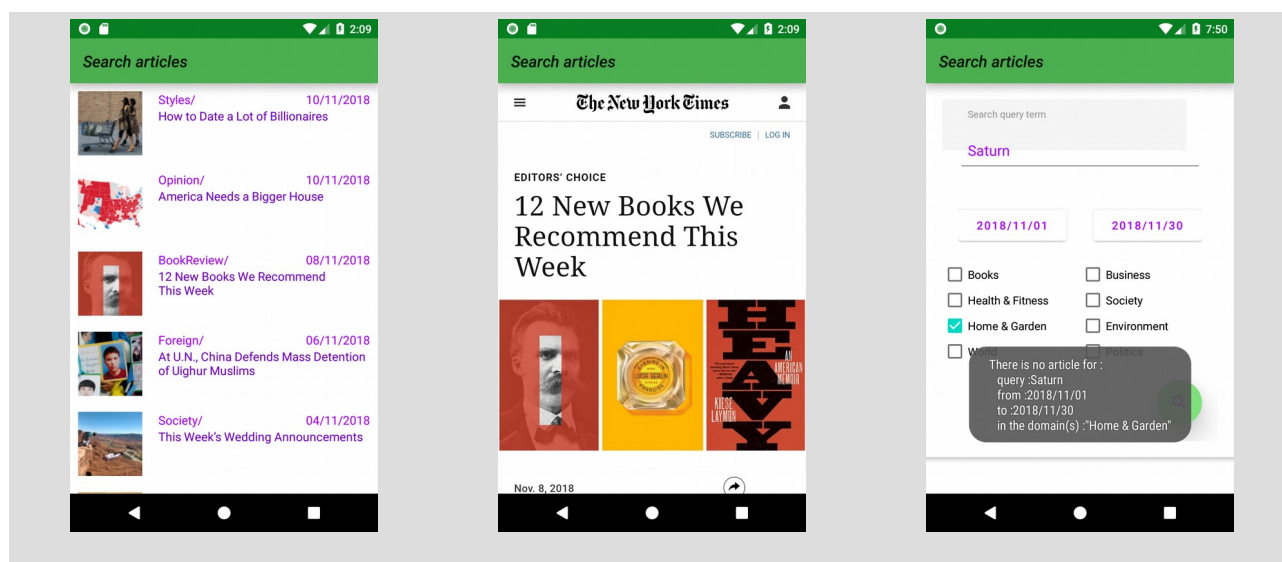 2:09
Search articles
Styles/ 10/11/2018
How to Date a Lot of Billionaires
Opinion/ 10/11/2018
America Needs a Bigger House
BookReview/ 08/11/2018
12 New Books We Recommend
This Week
Foreign/ 06/11/2018
At U.N., China Defends Mass Detention
of Uighur Muslims
Society/ 04/11/2018
This Week's Wedding Announcements
2:09
Search articles
The New York Times
SUBSCRIBE | LOG IN
EDITORS' CHOICE
12 New Books We
Recommend This
Week
LUCIA BERLIN
HEAVY
AN
AMERICAN
MEMOIR
KIESE
LAYMON
Nov. 8, 2018
7:50
Search articles
Search query term
Saturn
2018/11/01 2018/11/30
Books Business
Health & Fitness Society
Home & Garden Environment
World Politics
There is no article for :
query :Saturn
from :2018/11/01
to :2018/11/30
in the domain(s) :"Home & Garden"